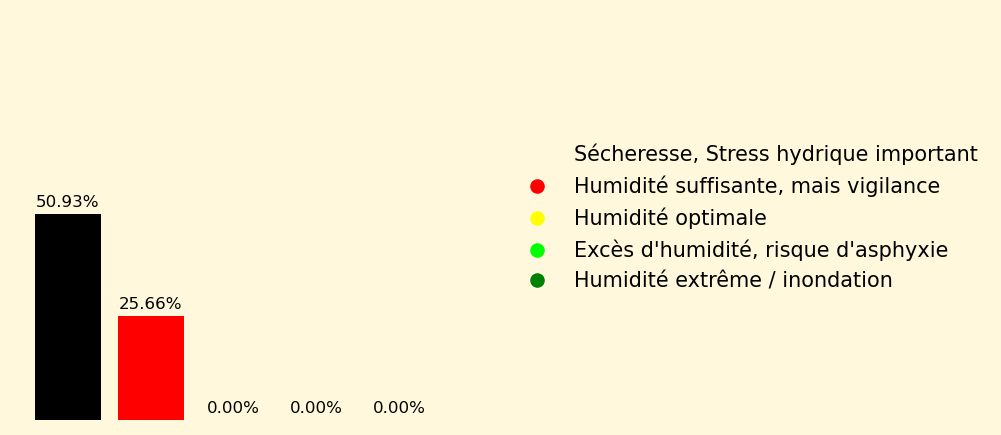 Sécheresse, Stress hydrique important
Humidité suffisante, mais vigilance
Humidité optimale
Excès d'humidité, risque d'asphyxie
Humidité extrême / inondation
50.93%
25.66%
0.00%
0.00%
0.00%